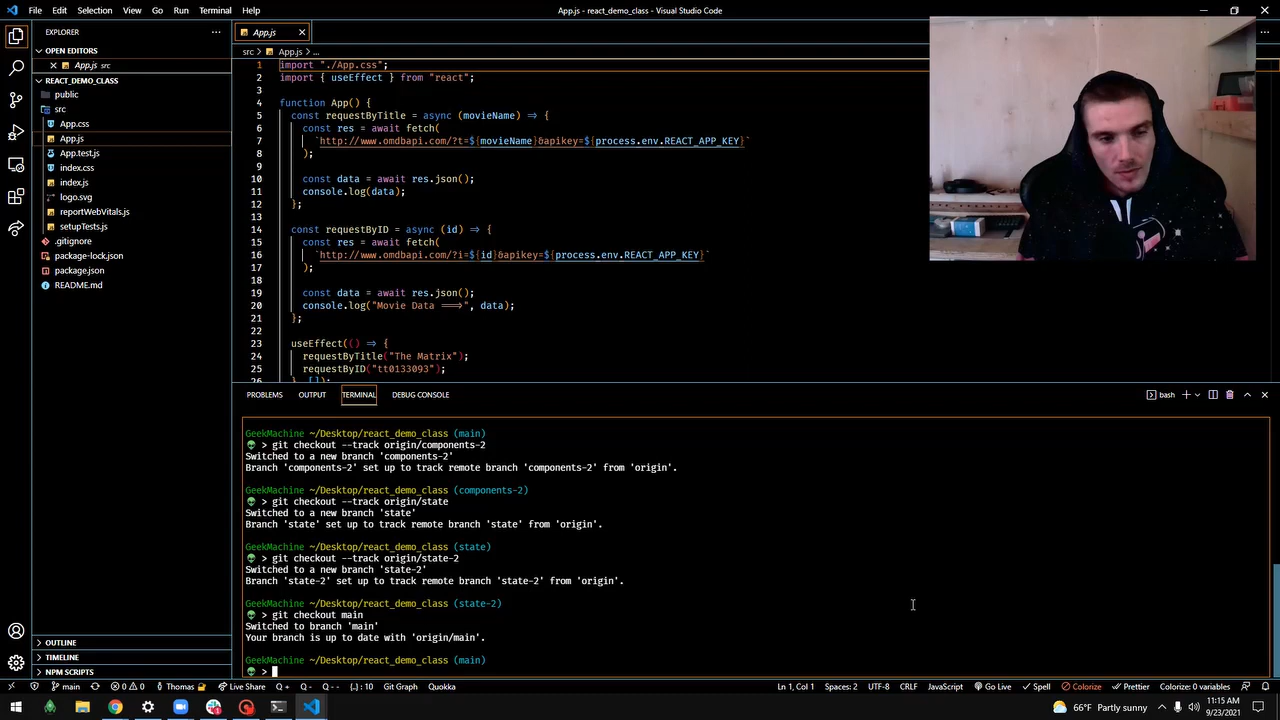 File Edit Selection View Go Run Terminal Help
App.js - react_demo_class - Visual Studio Code
EXPLORER
OPEN EDITORS
App.js src
REACT_DEMO_CLASS
public
src
App.css
App.js
App.test.js
index.css
index.js
logo.svg
reportWebVitals.js
setupTests.js
.gitignore
package-lock.json
package.json
README.md
OUTLINE
TIMELINE
NPM SCRIPTS
App.js
src > App.js > ...
1 import "./App.css";
2 import { useEffect } from "react";
3
4 function App() {
5 const requestByTitle = async (movieName) => {
6 const res = await fetch(
7 `http://www.omdbapi.com/?t=${movieName}&apikey=${process.env.REACT_APP_KEY}`
8 );
9
10 const data = await res.json();
11 console.log(data);
12 };
13
14 const requestByID = async (id) => {
15 const res = await fetch(
16 `http://www.omdbapi.com/?i=${id}&apikey=${process.env.REACT_APP_KEY}`
17 );
18
19 const data = await res.json();
20 console.log("Movie Data ===>", data);
21 };
22
23 useEffect(() => {
24 requestByTitle("The Matrix");
25 requestByID("tt0133093");
26 }, []);
PROBLEMS OUTPUT TERMINAL DEBUG CONSOLE
bash
GeekMachine ~/Desktop/react_demo_class (main)
> git checkout --track origin/components-2
Switched to a new branch 'components-2'
Branch 'components-2' set up to track remote branch 'components-2' from 'origin'.
GeekMachine ~/Desktop/react_demo_class (components-2)
> git checkout --track origin/state
Switched to a new branch 'state'
Branch 'state' set up to track remote branch 'state' from 'origin'.
GeekMachine ~/Desktop/react_demo_class (state)
> git checkout --track origin/state-2
Switched to a new branch 'state-2'
Branch 'state-2' set up to track remote branch 'state-2' from 'origin'.
GeekMachine ~/Desktop/react_demo_class (state-2)
> git checkout main
Switched to branch 'main'
Your branch is up to date with 'origin/main'.
GeekMachine ~/Desktop/react_demo_class (main)
>
main 0 0 Thomas Live Share Q + Q - Q - - {..} : 10 Git Graph Quokka
Ln 1, Col 1 Spaces: 2 UTF-8 CRLF JavaScript Go Live Spell Colorize Prettier Colorize: 0 variables
66°F Partly sunny
11:15 AM
9/23/2021